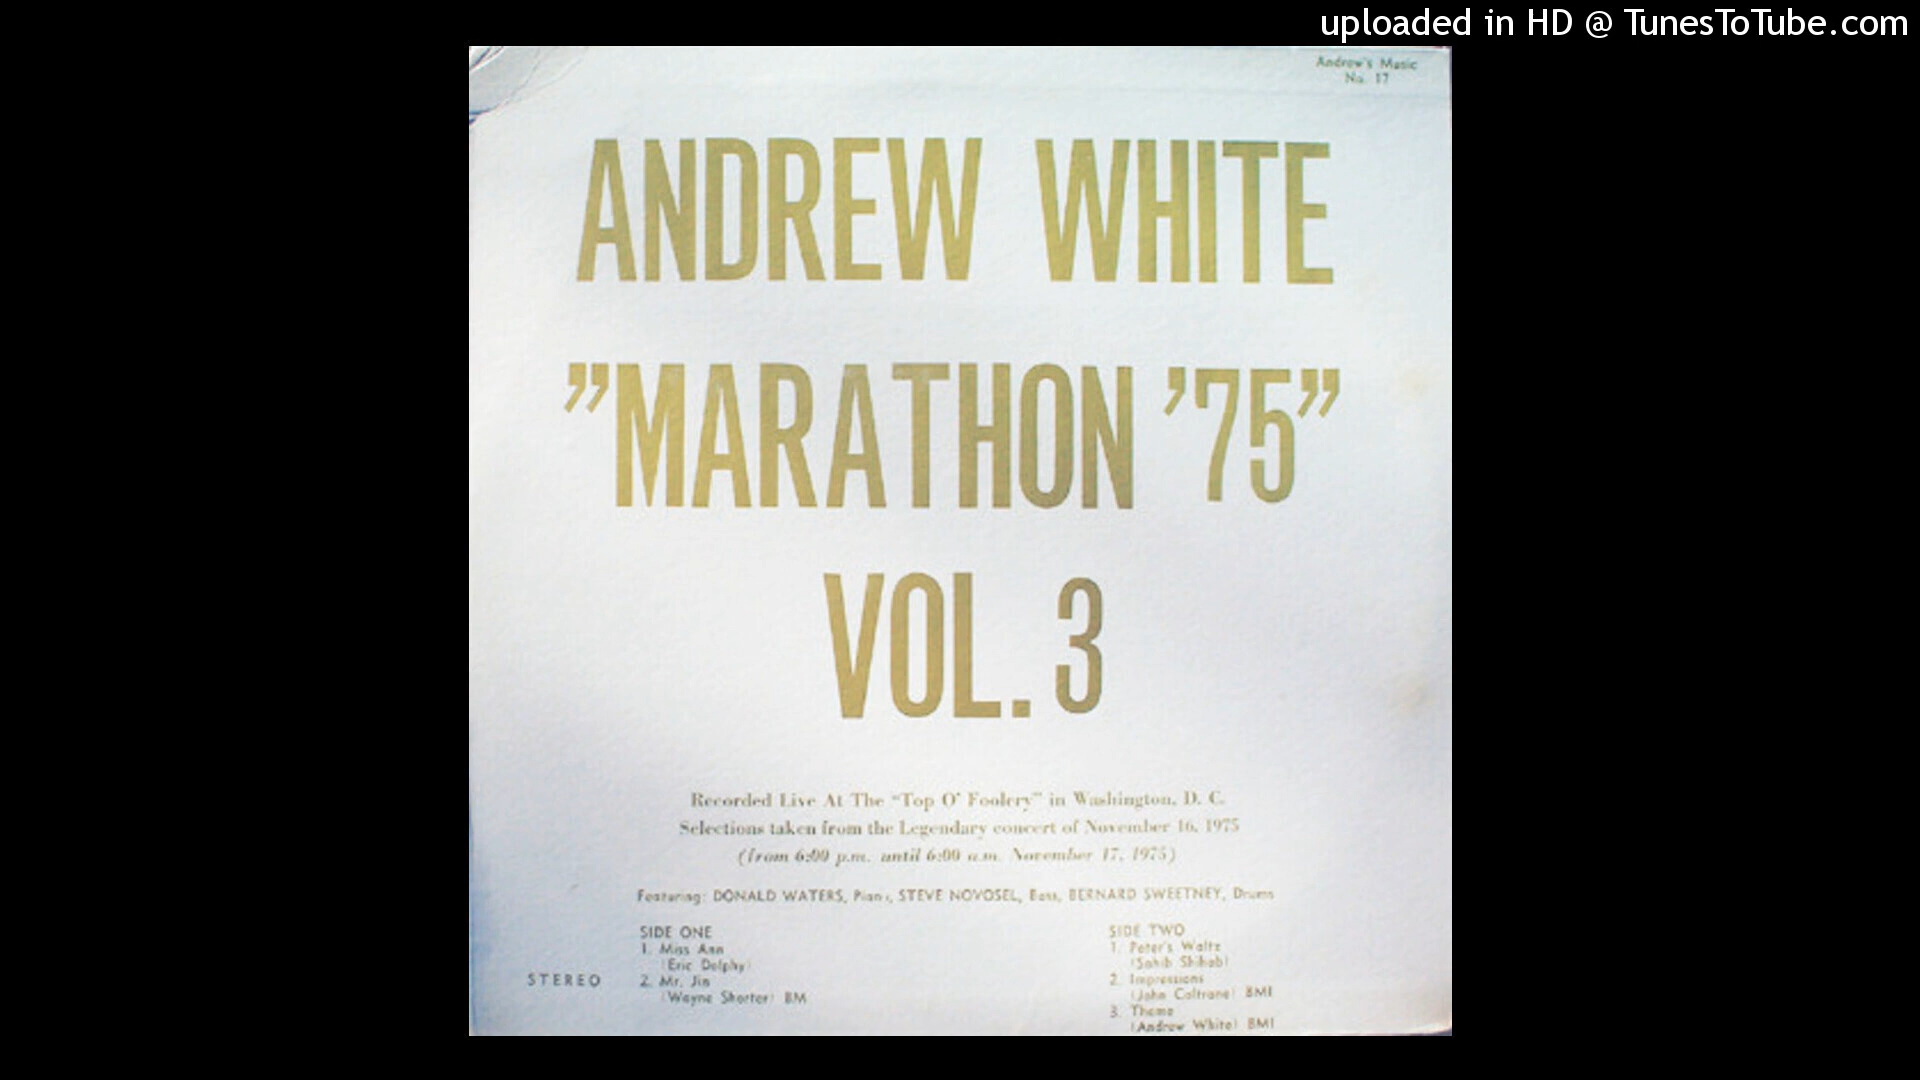 uploaded in HD @ TunesToTube.com
Andrew's Music
No. 17
ANDREW WHITE
”MARATHON ’75”
VOL. 3
Recorded Live At The "Top O' Foolery" in Washington, D. C.
Selections taken from the Legendary concert of November 16, 1975
(from 6:00 p.m. until 6:00 a.m. November 17, 1975)
Featuring: DONALD WATERS, Piano, STEVE NOVOSEL, Bass, BERNARD SWEETNEY, Drums
STEREO
SIDE ONE
1. Miss Ann
(Eric Dolphy)
2. Mr. Jin
(Wayne Shorter) BM
SIDE TWO
1. Peter's Waltz
(Sahib Shihab)
2. Impressions
(John Coltrane) BMI
3. Theme
(Andrew White) BMI